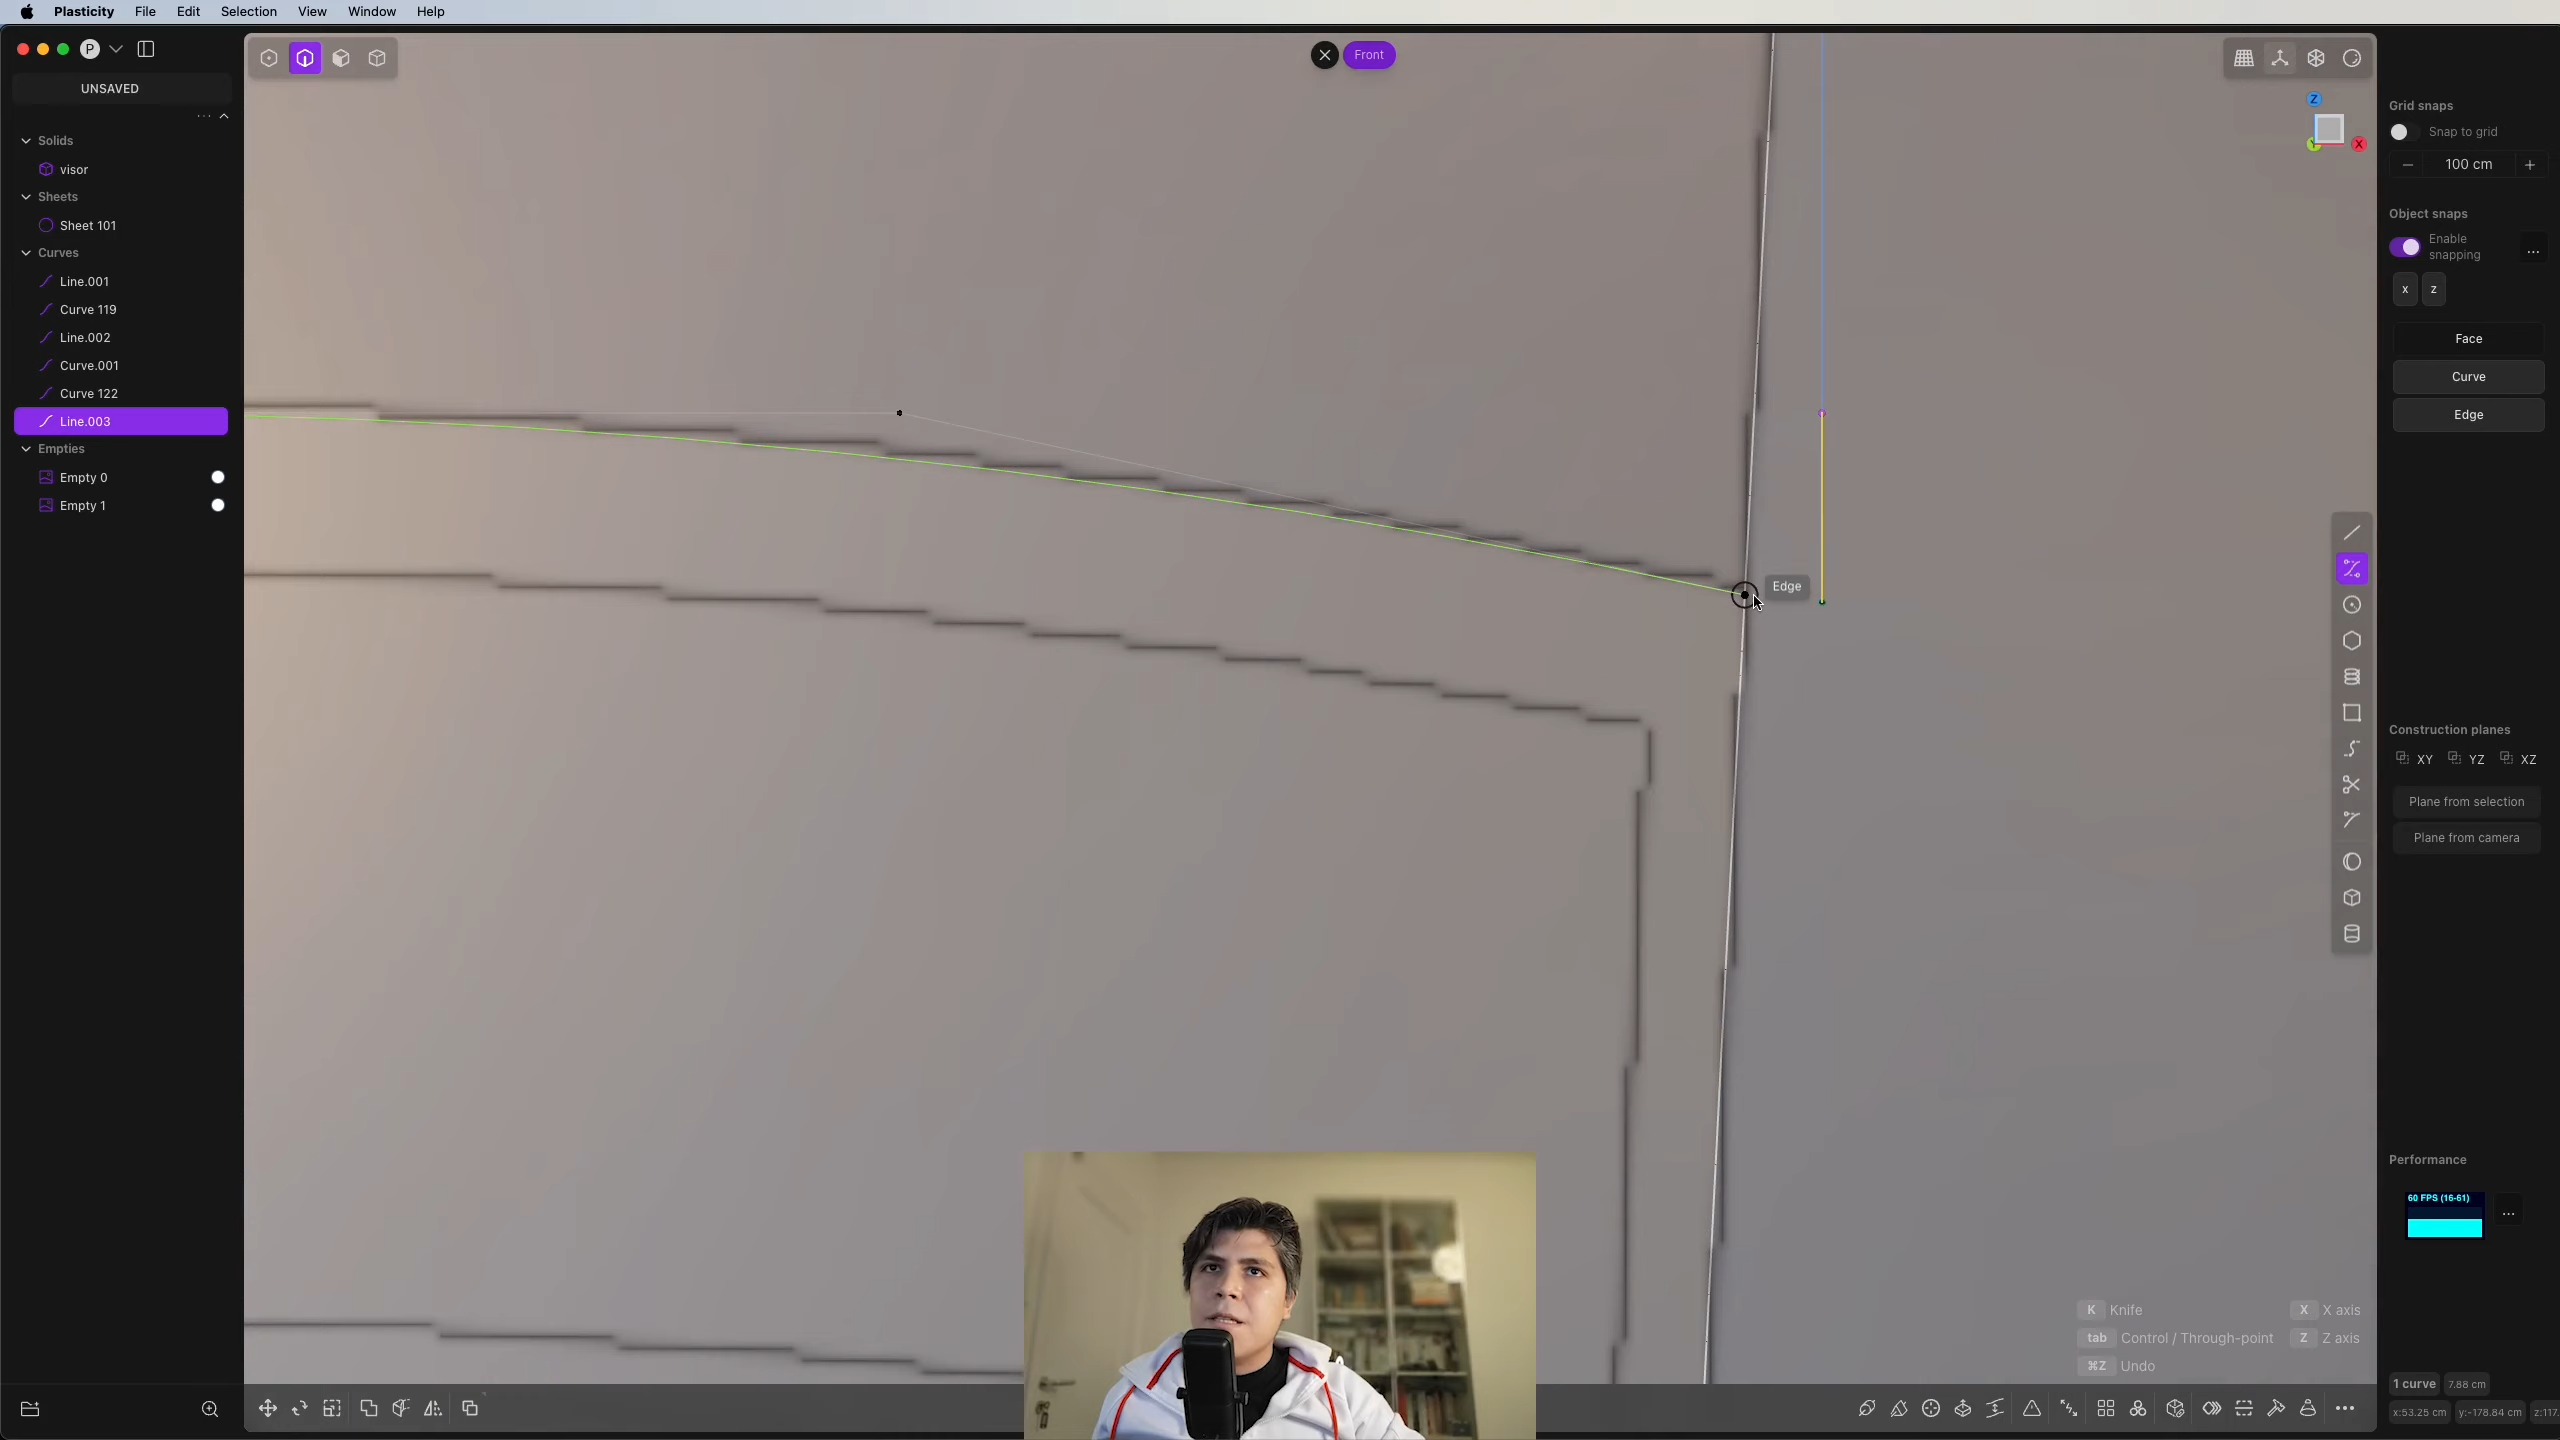 Plasticity File Edit Selection View Window Help
P
UNSAVED
Front
Z
Y
X
Solids
visor
Sheets
Sheet 101
Curves
Line.001
Curve 119
Line.002
Curve.001
Curve 122
Line.003
Empties
Empty 0
Empty 1
Edge
Grid snaps
Snap to grid
100 cm
Object snaps
Enable
snapping
x z
Face
Curve
Edge
Construction planes
XY YZ XZ
Plane from selection
Plane from camera
Performance
60 FPS (16-61)
K Knife X X axis
tab Control / Through-point Z Z axis
⌘Z Undo
1 curve 7.88 cm
x:53.25 cm y:-178.84 cm z:117.